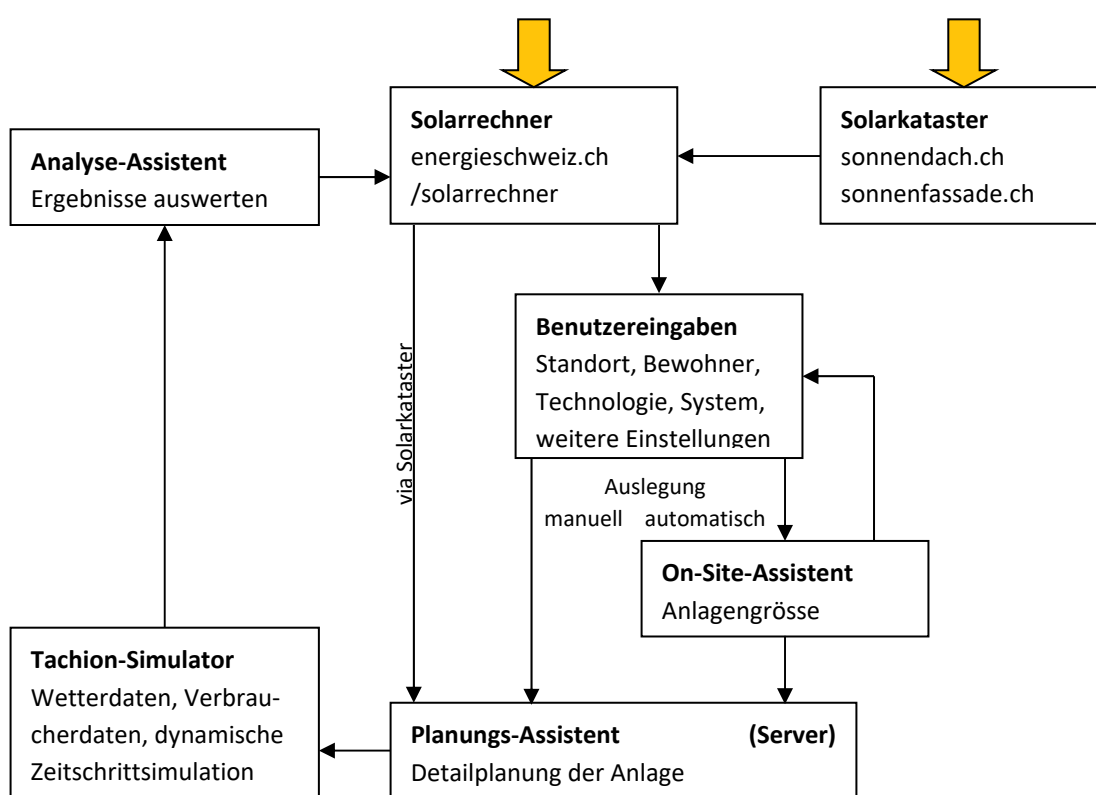 Solarrechner
energieschweiz.ch
/solarrechner
Solarkataster
sonnendach.ch
sonnenfassade.ch
Analyse-Assistent
Ergebnisse auswerten
via Solarkataster
Benutzereingaben
Standort, Bewohner,
Technologie, System,
weitere Einstellungen
Auslegung
manuell automatisch
On-Site-Assistent
Anlagengrösse
Tachion-Simulator
Wetterdaten, Verbrau-
cherdaten, dynamische
Zeitschrittsimulation
Planungs-Assistent (Server)
Detailplanung der Anlage